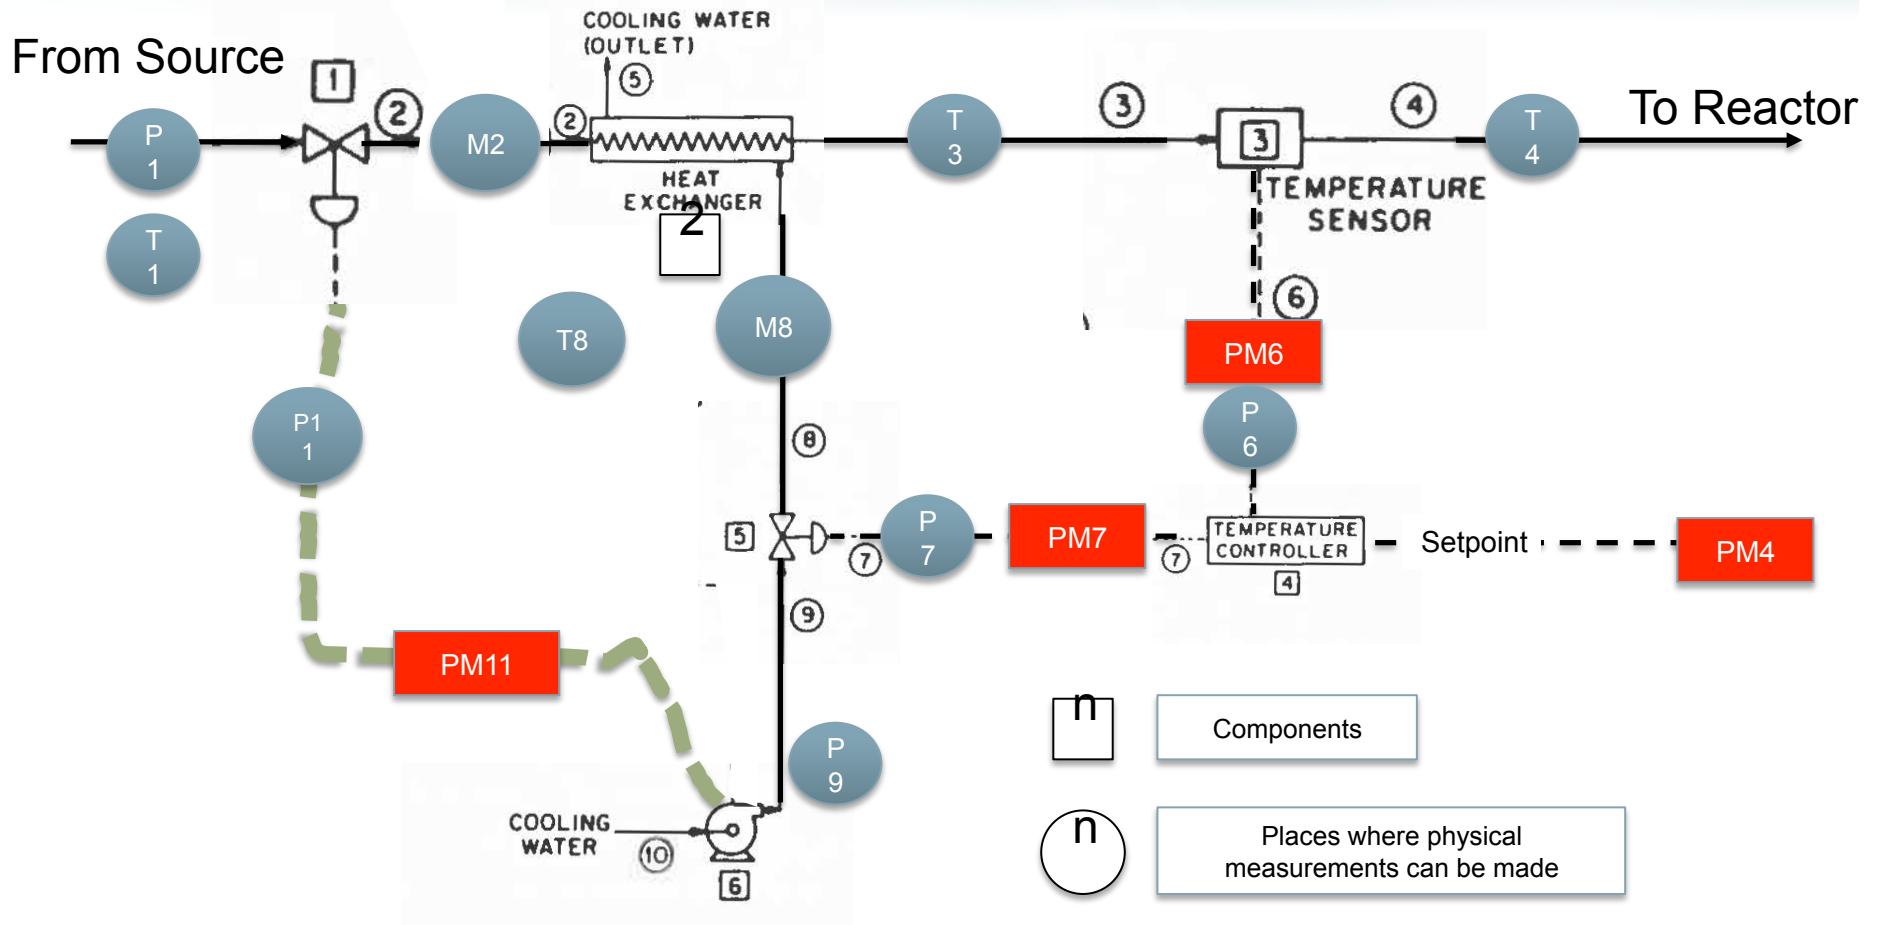 COOLING WATER
(OUTLET)
From Source
To Reactor
1
2
5
2
3
4
P
1
M2
T
3
3
T
4
HEAT
EXCHANGER
2
TEMPERATURE
SENSOR
T
1
6
T8
M8
PM6
P1
1
P
6
8
5
7
P
7
PM7
7
TEMPERATURE
CONTROLLER
4
Setpoint
PM4
9
PM11
n
Components
P
9
COOLING
WATER
10
6
n
Places where physical
measurements can be made